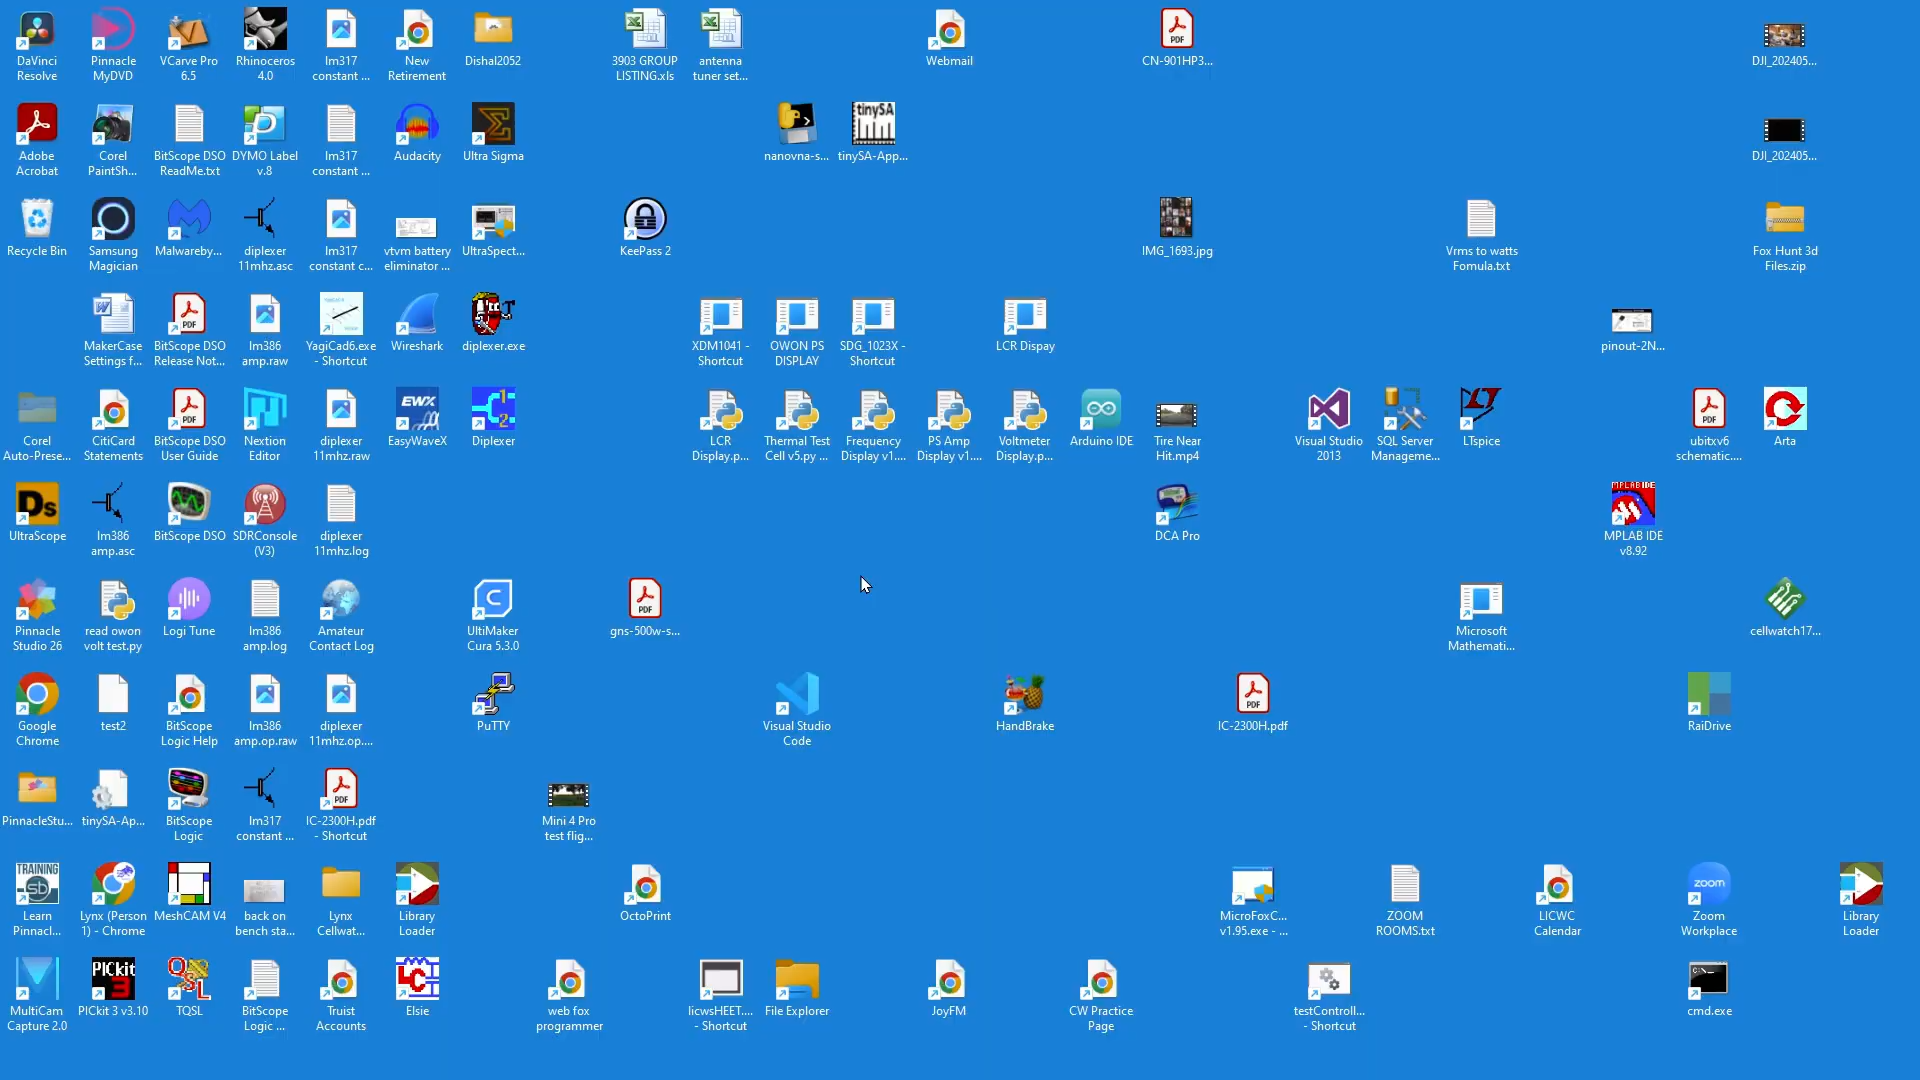 DaVinci
Resolve
Pinnacle
MyDVD
VCarve Pro
6.5
Rhinoceros
4.0
lm317
constant ...
New
Retirement
Dishal2052
3903 GROUP
LISTING.xls
antenna
tuner set...
Webmail
CN-901HP3...
DJI_202405...
Adobe
Acrobat
Corel
PaintSh...
BitScope DSO
ReadMe.txt
DYMO Label
v.8
lm317
constant ...
Audacity
Ultra Sigma
nanovna-s...
tinySA
tinySA-App...
DJI_202405...
Recycle Bin
Samsung
Magician
Malwareby...
diplexer
11mhz.asc
lm317
constant c...
vtvm battery
eliminator ...
UltraSpect...
KeePass 2
IMG_1693.jpg
Vrms to watts
Fomula.txt
Fox Hunt 3d
Files.zip
MakerCase
Settings f...
BitScope DSO
Release Not...
lm386
amp.raw
YagiCad6.exe
- Shortcut
Wireshark
diplexer.exe
XDM1041 -
Shortcut
OWON PS
DISPLAY
SDG_1023X -
Shortcut
LCR Dispay
pinout-2N...
Corel
Auto-Prese...
CitiCard
Statements
BitScope DSO
User Guide
Nextion
Editor
diplexer
11mhz.raw
EWX
EasyWaveX
Diplexer
LCR
Display.p...
Thermal Test
Cell v5.py ...
Frequency
Display v1....
PS Amp
Display v1....
Voltmeter
Display.p...
Arduino IDE
Tire Near
Hit.mp4
Visual Studio
2013
SQL Server
Manageme...
LTspice
ubitxv6
schematic....
Arta
Ds
UltraScope
lm386
amp.asc
BitScope DSO
SDRConsole
(V3)
diplexer
11mhz.log
DCA Pro
MPLAB IDE
MPLAB IDE
v8.92
Pinnacle
Studio 26
read owon
volt test.py
Logi Tune
lm386
amp.log
Amateur
Contact Log
UltiMaker
Cura 5.3.0
gns-500w-s...
Microsoft
Mathemati...
cellwatch17...
Google
Chrome
test2
BitScope
Logic Help
lm386
amp.op.raw
diplexer
11mhz.op....
PuTTY
Visual Studio
Code
HandBrake
IC-2300H.pdf
RaiDrive
PinnacleStu...
tinySA-Ap...
BitScope
Logic
lm317
constant ...
IC-2300H.pdf
- Shortcut
Mini 4 Pro
test flig...
TRAINING
sb
Learn
Pinnacl...
Lynx (Person
1) - Chrome
MeshCAM V4
back on
bench sta...
Lynx
Cellwat...
Library
Loader
OctoPrint
MicroFoxC...
v1.95.exe - ...
ZOOM
ROOMS.txt
LICWC
Calendar
zoom
Zoom
Workplace
Library
Loader
MultiCam
Capture 2.0
PICkit
3
PICkit 3 v3.10
QSL
TQSL
BitScope
Logic ...
Truist
Accounts
LC
Elsie
web fox
programmer
licwsHEET....
- Shortcut
File Explorer
JoyFM
CW Practice
Page
testControll...
- Shortcut
cmd.exe